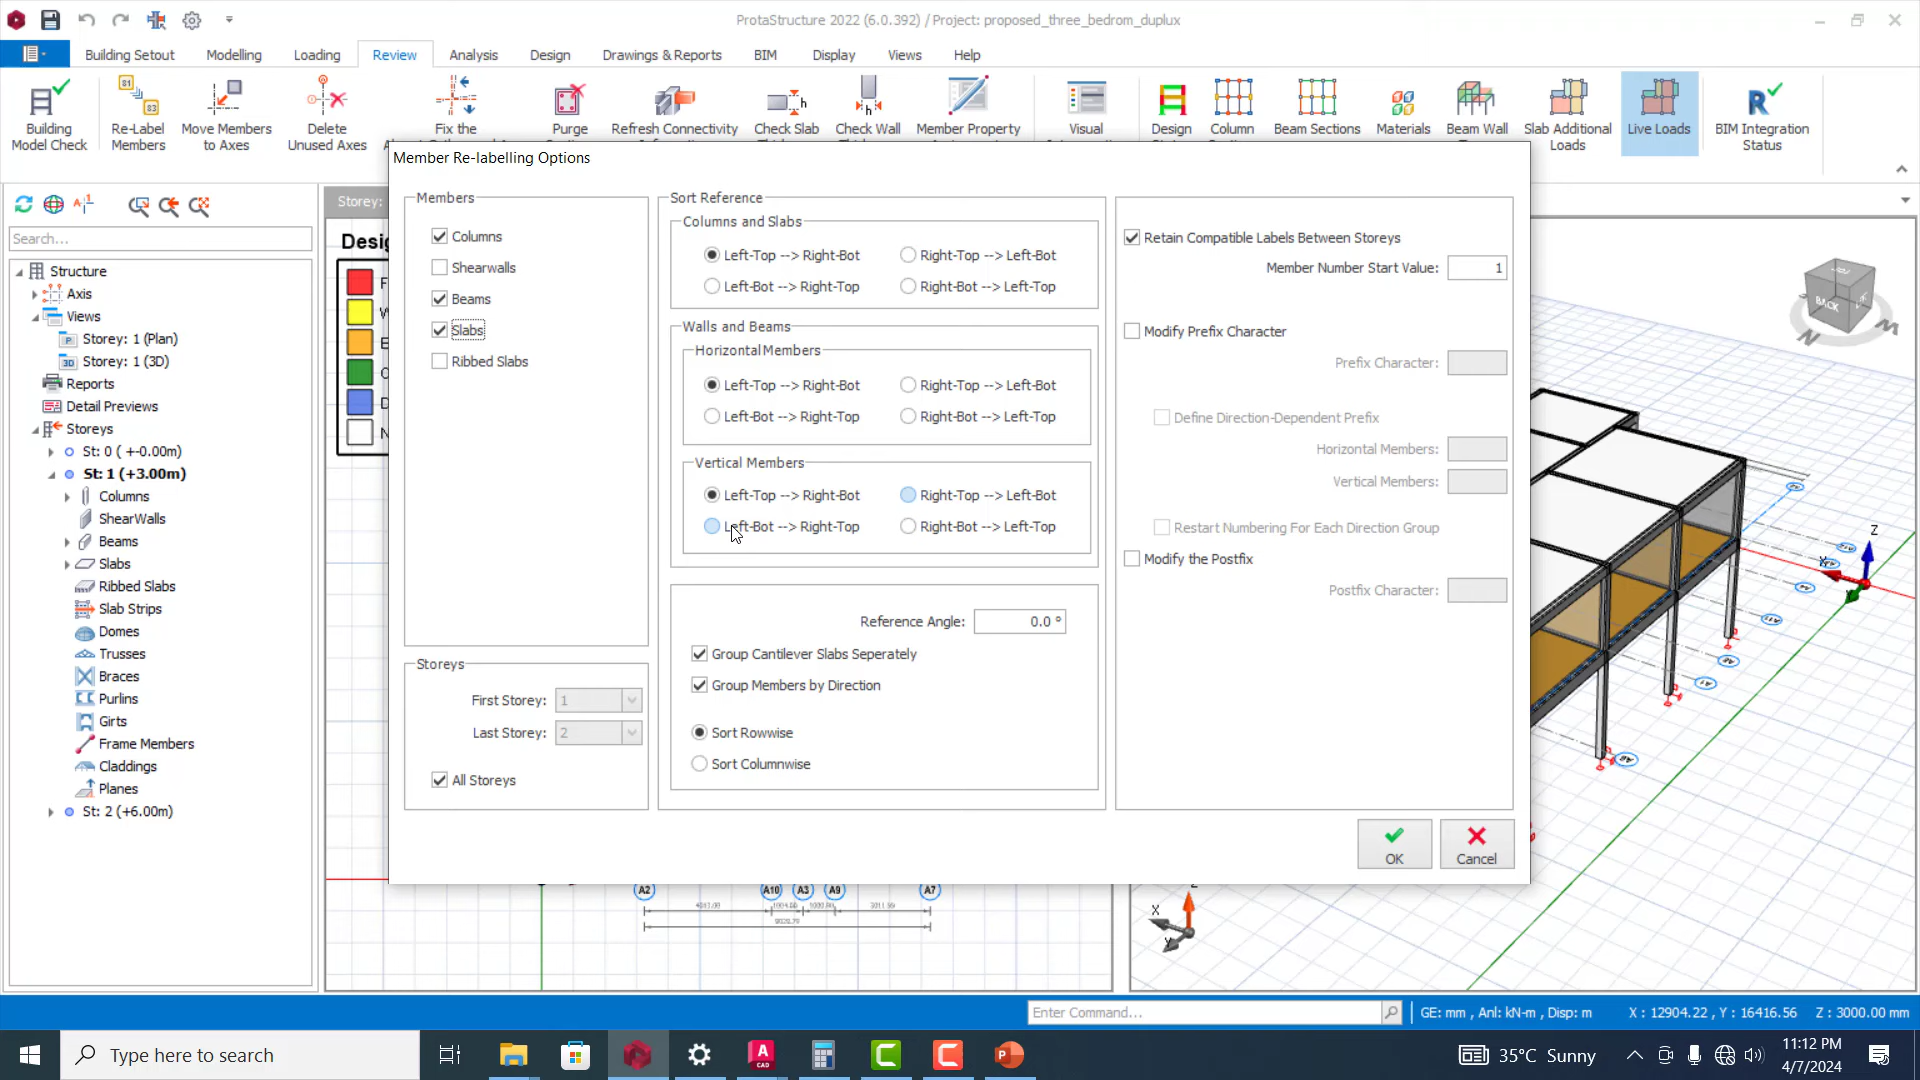 ProtaStructure 2022 (6.0.392) / Project: proposed_three_bedrom_duplux
Building Setout
Modelling
Loading
Review
Analysis
Design
Drawings & Reports
BIM
Display
Views
Help
Building Model Check
Re-Label Members
Move Members to Axes
Delete Unused Axes
Fix the
Purge
Refresh Connectivity
Check Slab
Check Wall
Member Property
Visual
Design
Column
Beam Sections
Materials
Beam Wall
Slab Additional Loads
Live Loads
BIM Integration Status
Search...
Structure
Axis
Views
Storey: 1 (Plan)
Storey: 1 (3D)
Reports
Detail Previews
Storeys
St: 0 ( +-0.00m)
St: 1 (+3.00m)
Columns
ShearWalls
Beams
Slabs
Ribbed Slabs
Slab Strips
Domes
Trusses
Braces
Purlins
Girts
Frame Members
Claddings
Planes
St: 2 (+6.00m)
Storey:
Member Re-labelling Options
Members
Columns
Shearwalls
Beams
Slabs
Ribbed Slabs
Storeys
First Storey: 1
Last Storey: 2
All Storeys
Sort Reference
Columns and Slabs
Left-Top --> Right-Bot
Right-Top --> Left-Bot
Left-Bot --> Right-Top
Right-Bot --> Left-Top
Walls and Beams
Horizontal Members
Left-Top --> Right-Bot
Right-Top --> Left-Bot
Left-Bot --> Right-Top
Right-Bot --> Left-Top
Vertical Members
Left-Top --> Right-Bot
Right-Top --> Left-Bot
Left-Bot --> Right-Top
Right-Bot --> Left-Top
Reference Angle: 0.0 °
Group Cantilever Slabs Seperately
Group Members by Direction
Sort Rowwise
Sort Columnwise
Retain Compatible Labels Between Storeys
Member Number Start Value: 1
Modify Prefix Character
Prefix Character:
Define Direction-Dependent Prefix
Horizontal Members:
Vertical Members:
Restart Numbering For Each Direction Group
Modify the Postfix
Postfix Character:
OK
Cancel
BACK
N
Z
A2
A10
A3
A9
A7
X
Y
Enter Command...
GE: mm , Anl: kN-m , Disp: m
X : 12904.22 , Y : 16416.56
Z : 3000.00 mm
Type here to search
35°C Sunny
11:12 PM
4/7/2024